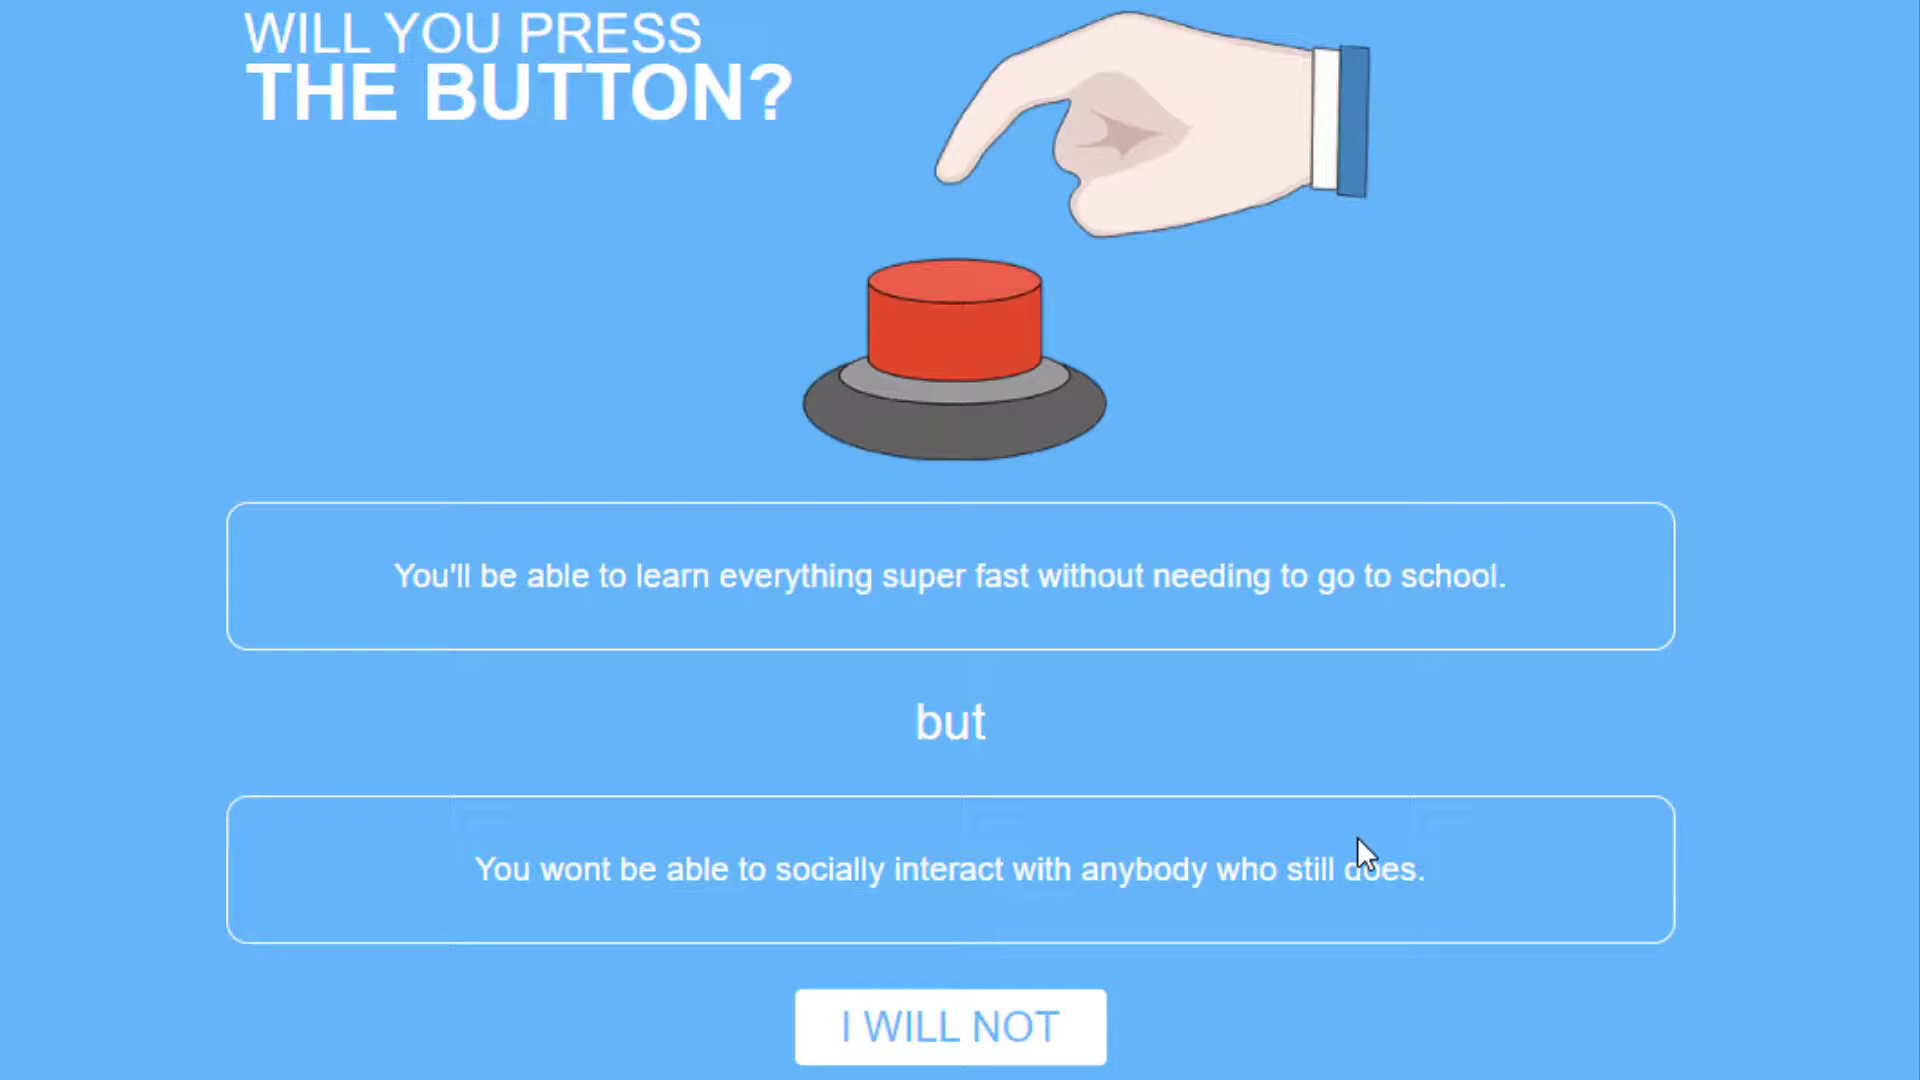 WILL YOU PRESS
THE BUTTON?
You'll be able to learn everything super fast without needing to go to school.
but
You wont be able to socially interact with anybody who still does.
I WILL NOT